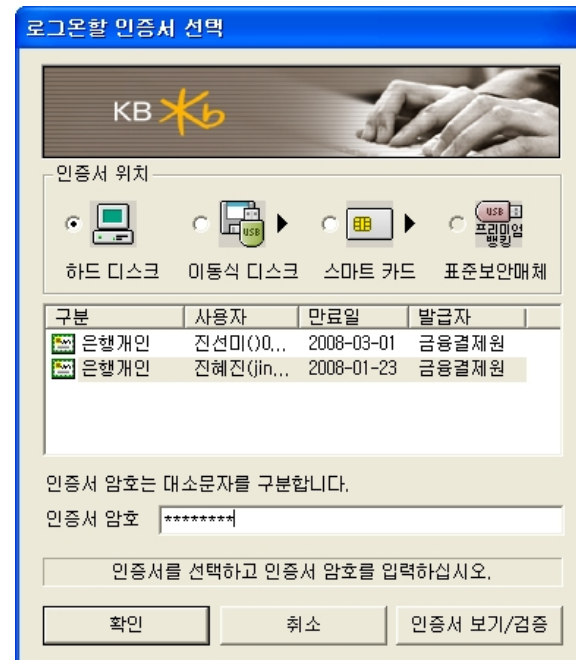 로그온할 인증서 선택
KB Kb
인증서 위치
USB
USB
프리미엄
뱅킹
하드 디스크 이동식 디스크 스마트 카드 표준보안매체
구분 사용자 만료일 발급자
은행개인 진선미()0,,, 2008-03-01 금융결제원
은행개인 진혜진(jin,,, 2008-01-23 금융결제원
인증서 암호는 대소문자를 구분합니다.
인증서 암호 ********
인증서를 선택하고 인증서 암호를 입력하십시오.
확인 취소 인증서 보기/검증